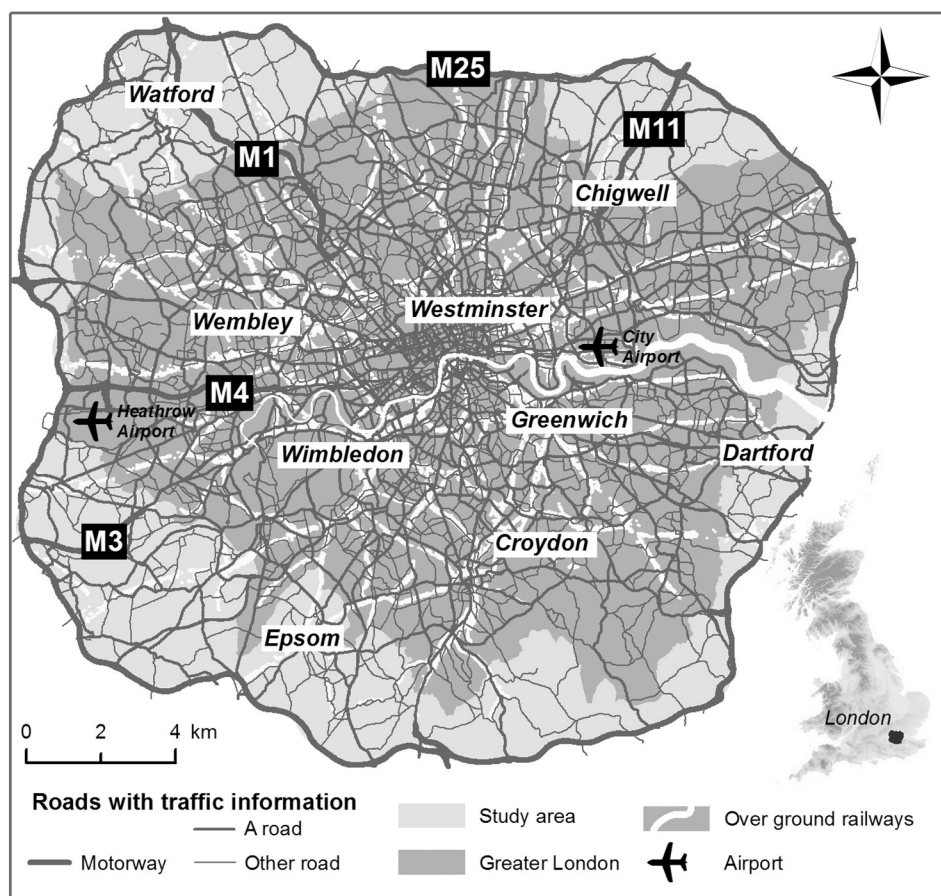 M25
Watford
M11
M1
Chigwell
Westminster
Wembley
City
Airport
M4
Heathrow
Airport
Greenwich
Wimbledon
Dartford
M3
Croydon
Epsom
London
0 2 4 km
Roads with traffic information
A road
Motorway
Other road
Study area
Greater London
Over ground railways
Airport